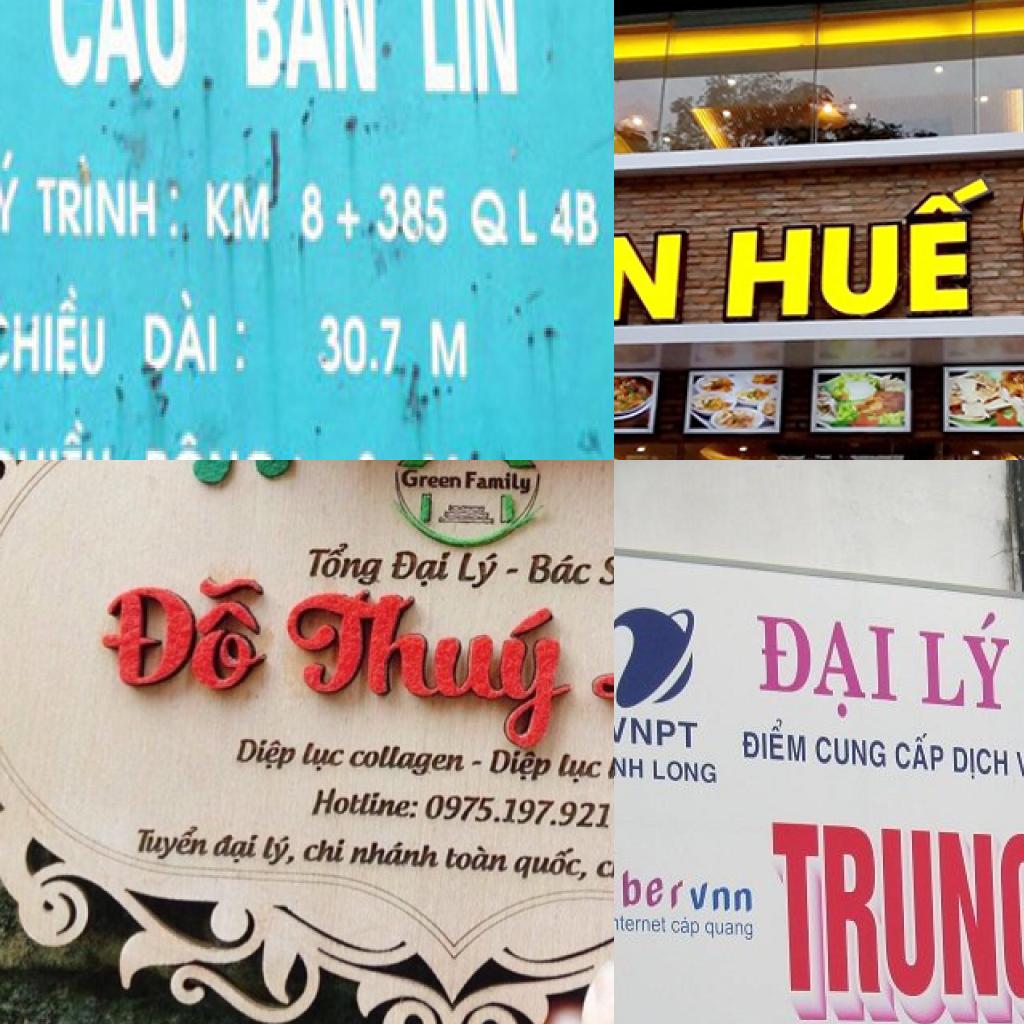 BẢN LIN
TRÌNH: KM 8+385 QL 4B
CHIỀU DÀI: 30.7 M
N HUẾ
Green Family
Tổng Đại Lý - Bác
Đỗ Thuý
Diệp lục collagen - Diệp lục
Hotline: 0975.197.921
Tuyển đại lý, chi nhánh toàn quốc,
VNPT
NH LONG
ĐẠI LÝ
ĐIỂM CUNG CẤP DỊCH
TRUNG
ber vnn
nternet cáp quang